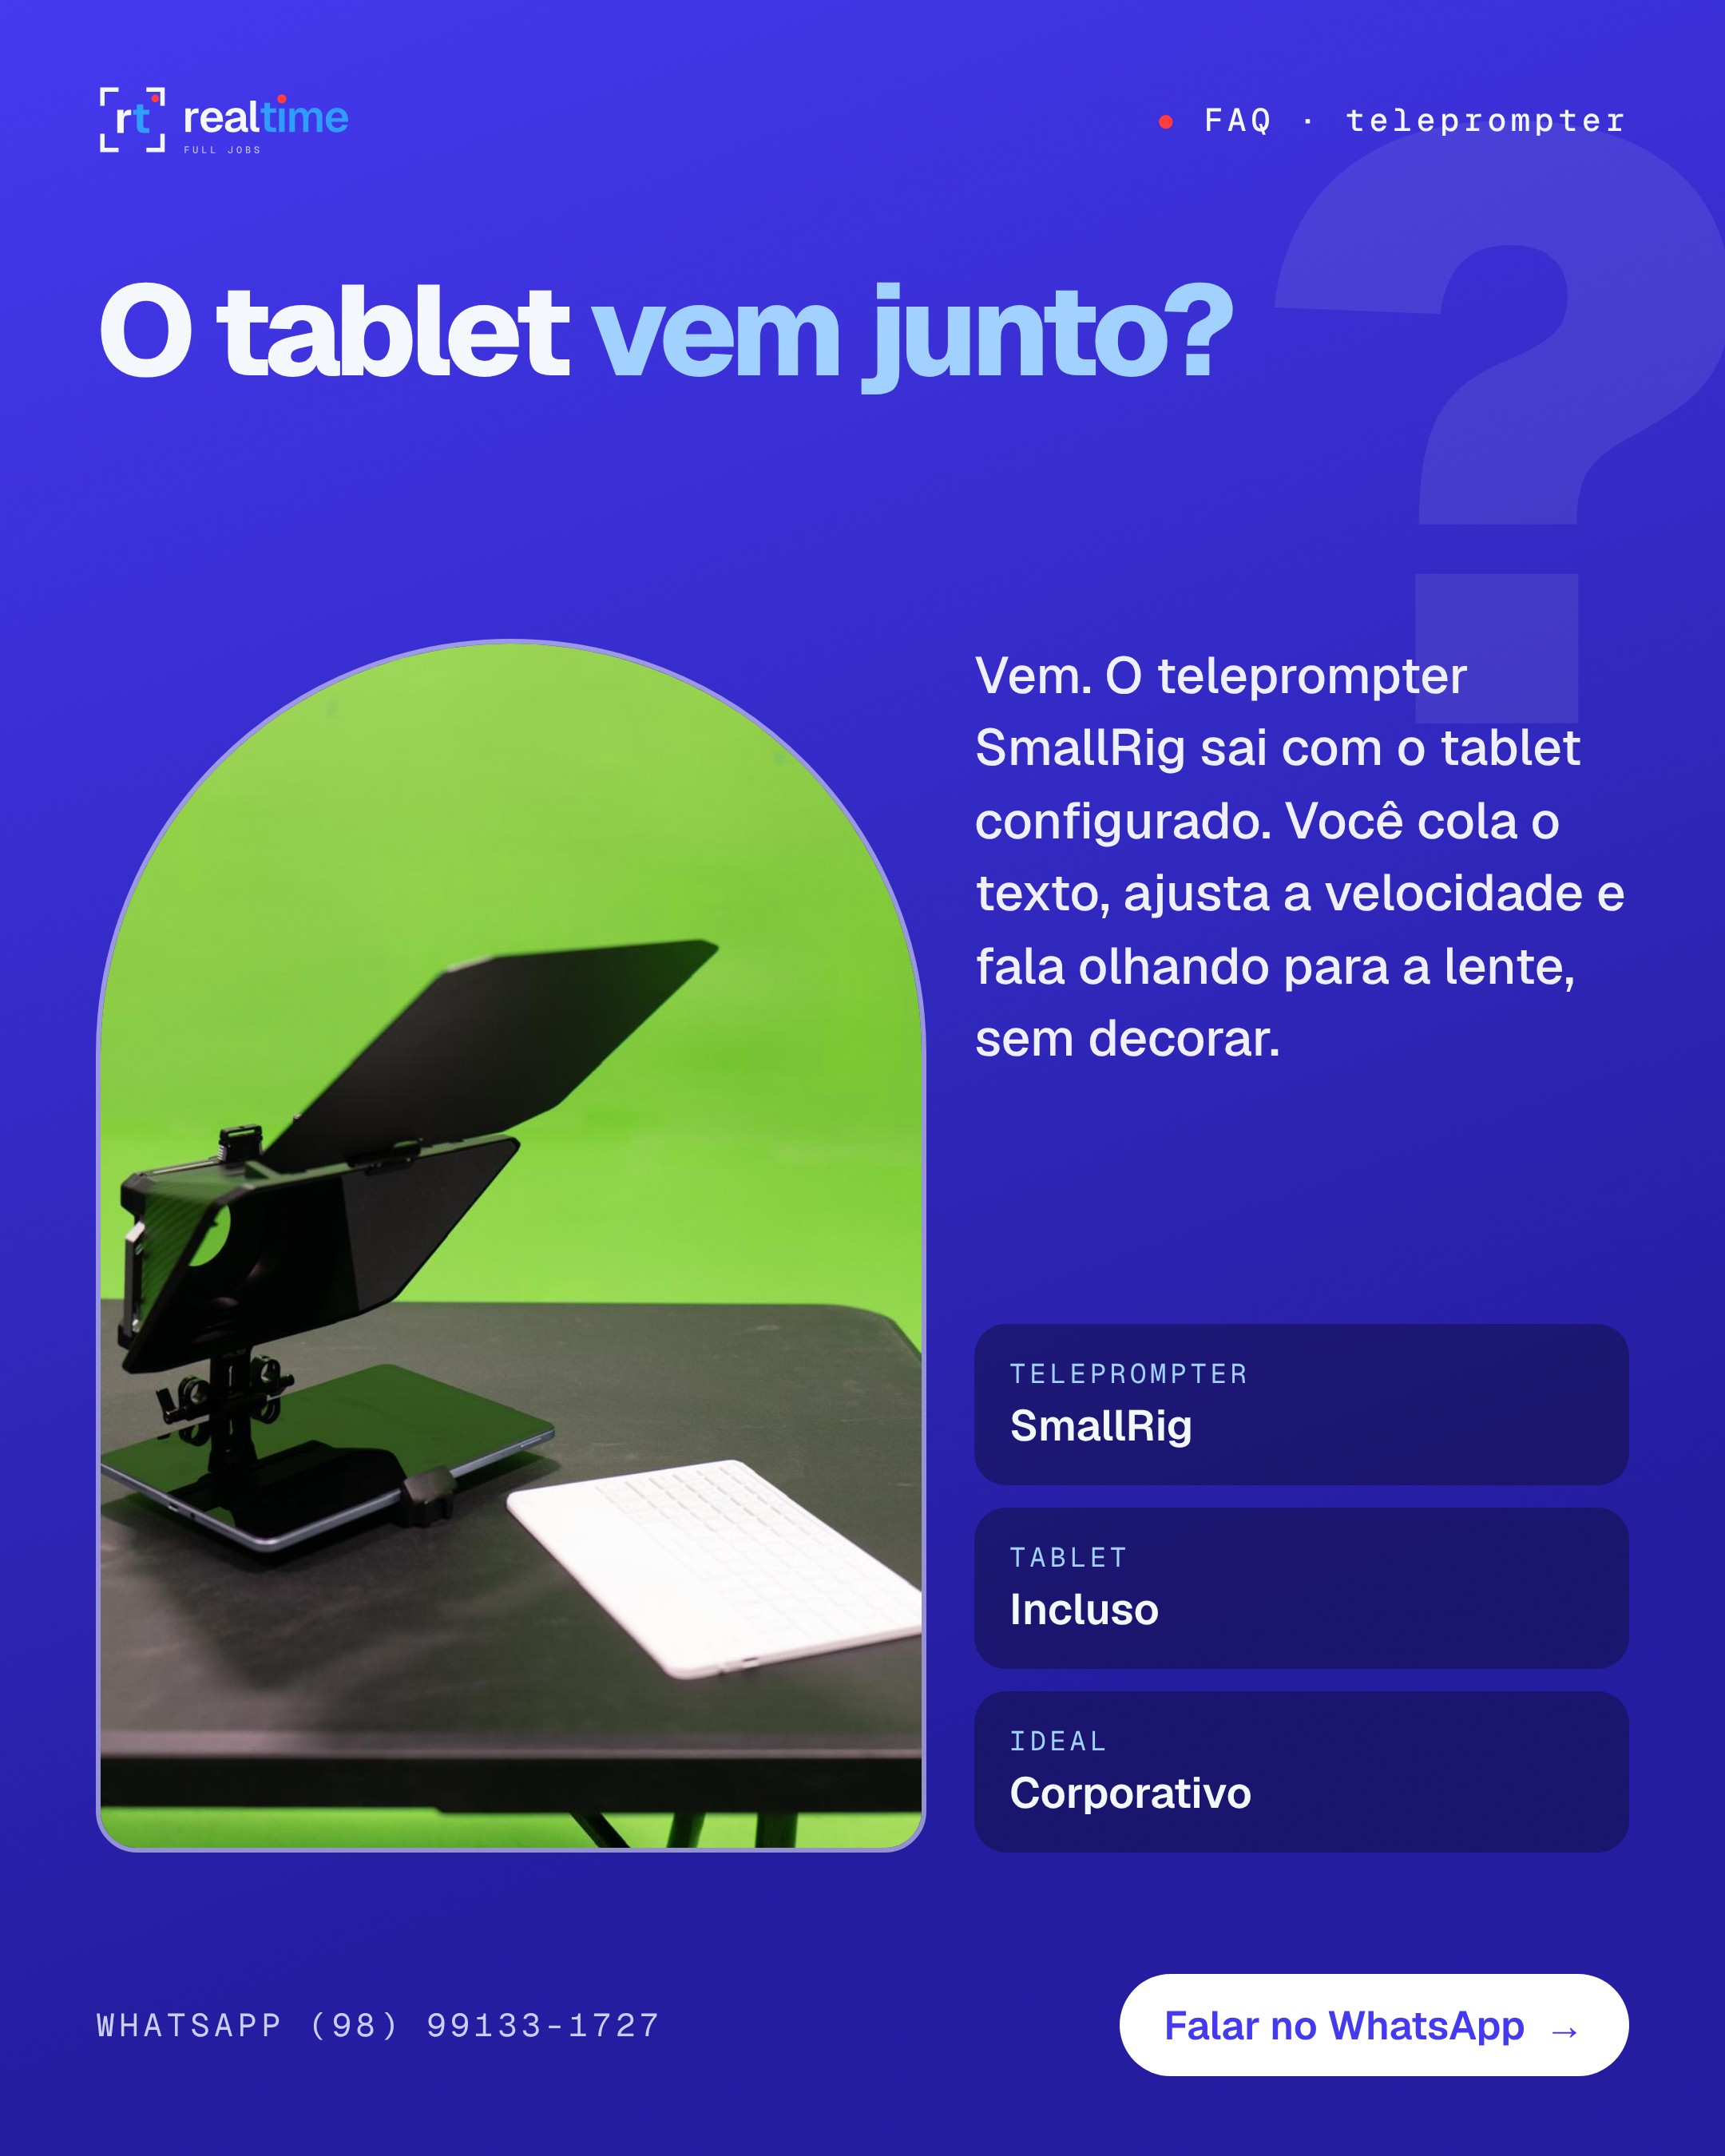 rt realtime
FULL JOBS
FAQ · teleprompter
O tablet vem junto?
?
Vem. O teleprompter
SmallRig sai com o tablet
configurado. Você cola o
texto, ajusta a velocidade e
fala olhando para a lente,
sem decorar.
TELEPROMPTER
SmallRig
TABLET
Incluso
IDEAL
Corporativo
WHATSAPP (98) 99133-1727
Falar no WhatsApp →